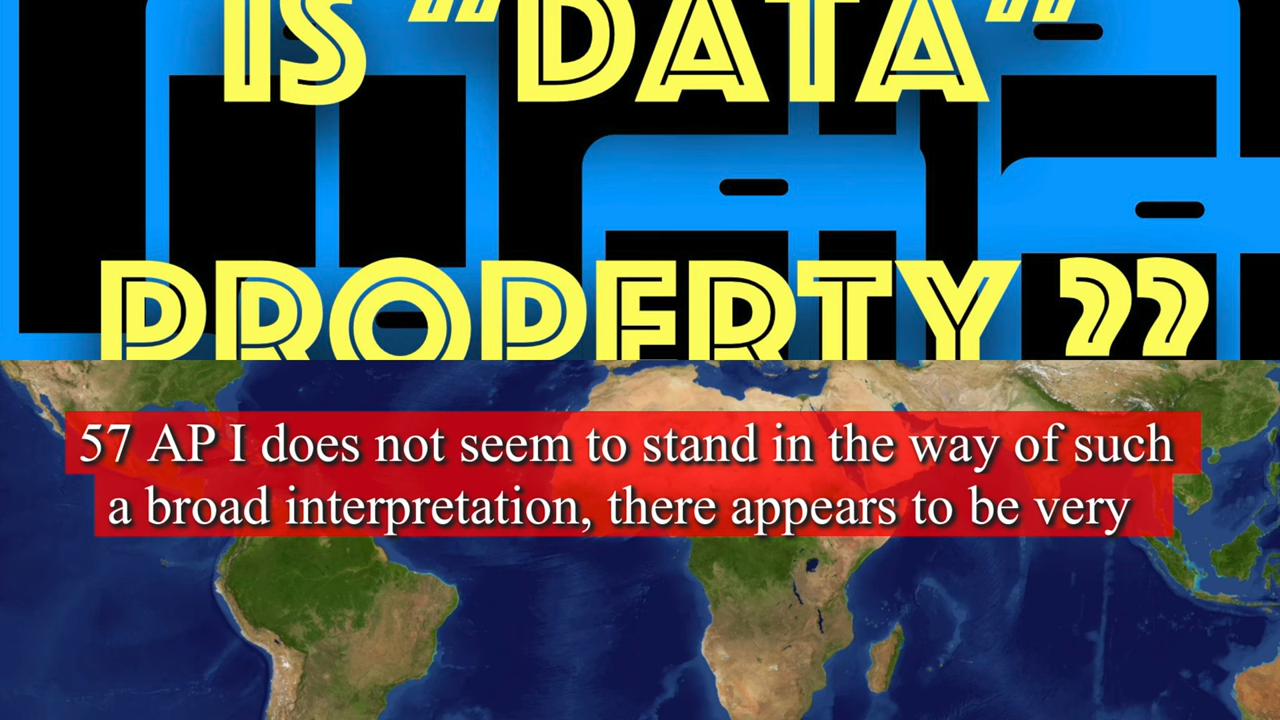 IS "DATA"
PROPERTY ??
57 AP I does not seem to stand in the way of such
a broad interpretation, there appears to be very